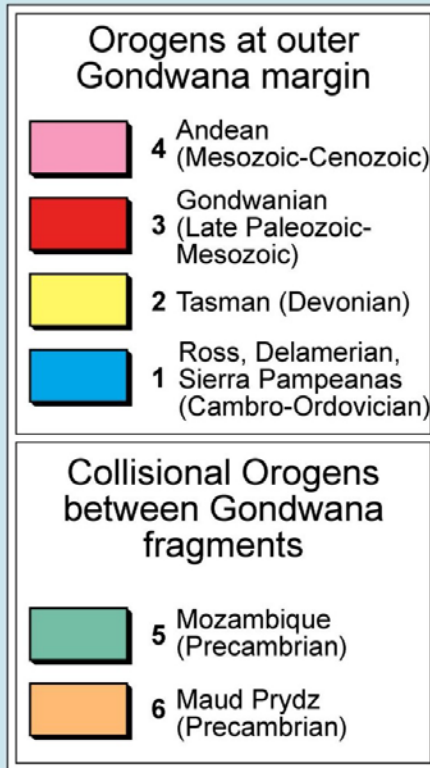 Orogens at outer
Gondwana margin
4 Andean
(Mesozoic-Cenozoic)
3 Gondwanian
(Late Paleozoic-
Mesozoic)
2 Tasman (Devonian)
1 Ross, Delamerian,
Sierra Pampeanas
(Cambro-Ordovician)
Collisional Orogens
between Gondwana
fragments
5 Mozambique
(Precambrian)
6 Maud Prydz
(Precambrian)